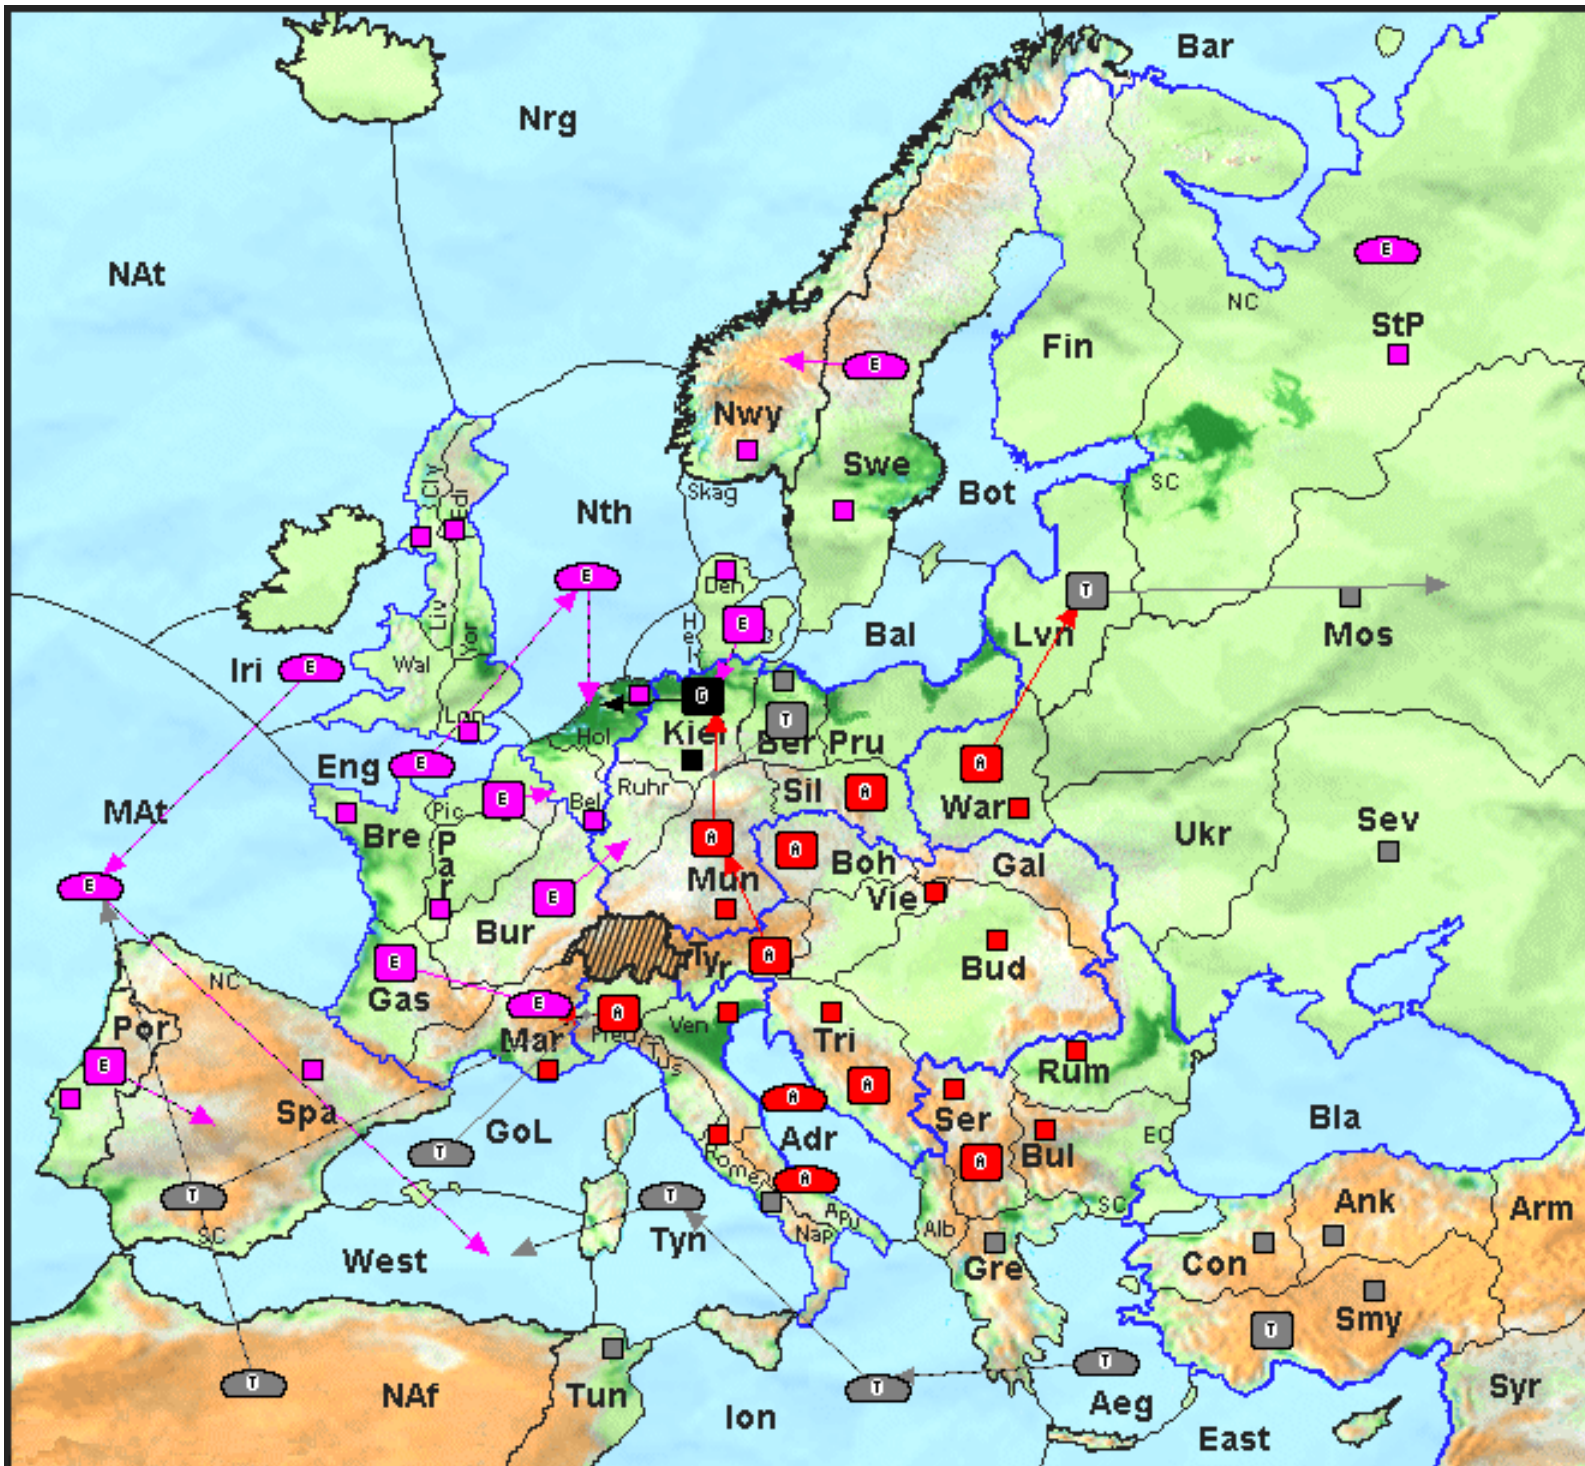 Bar
Nrg
NAt
E
NC
StP
Fin
E
Nwy
Swe
SC
Bot
Skag
Cly
Edi
Nth
E
Den
T
Lvn
Mos
Hel
E
Bal
Liv
Yor
Iri
E
Wal
G
Lon
Hol
Kiel
T
Ber
Pru
Eng
E
A
War
Ruhr
Sil
A
MAt
Pic
E
Bel
Bre
Par
A
Mun
A
Boh
Gal
Ukr
Sev
E
Vie
E
Bur
Tyr
A
Bud
E
Gas
NC
E
Mar
A
Pie
Ven
Por
Tri
Tus
E
Rum
Spa
A
A
Ser
GoL
T
Adr
Bla
Bul
EC
A
Rome
A
T
T
Apu
Nap
Alb
SC
Ank
Arm
SC
Tyn
West
Gre
Con
Smy
T
T
NAf
Tun
T
T
Aeg
Syr
Ion
East